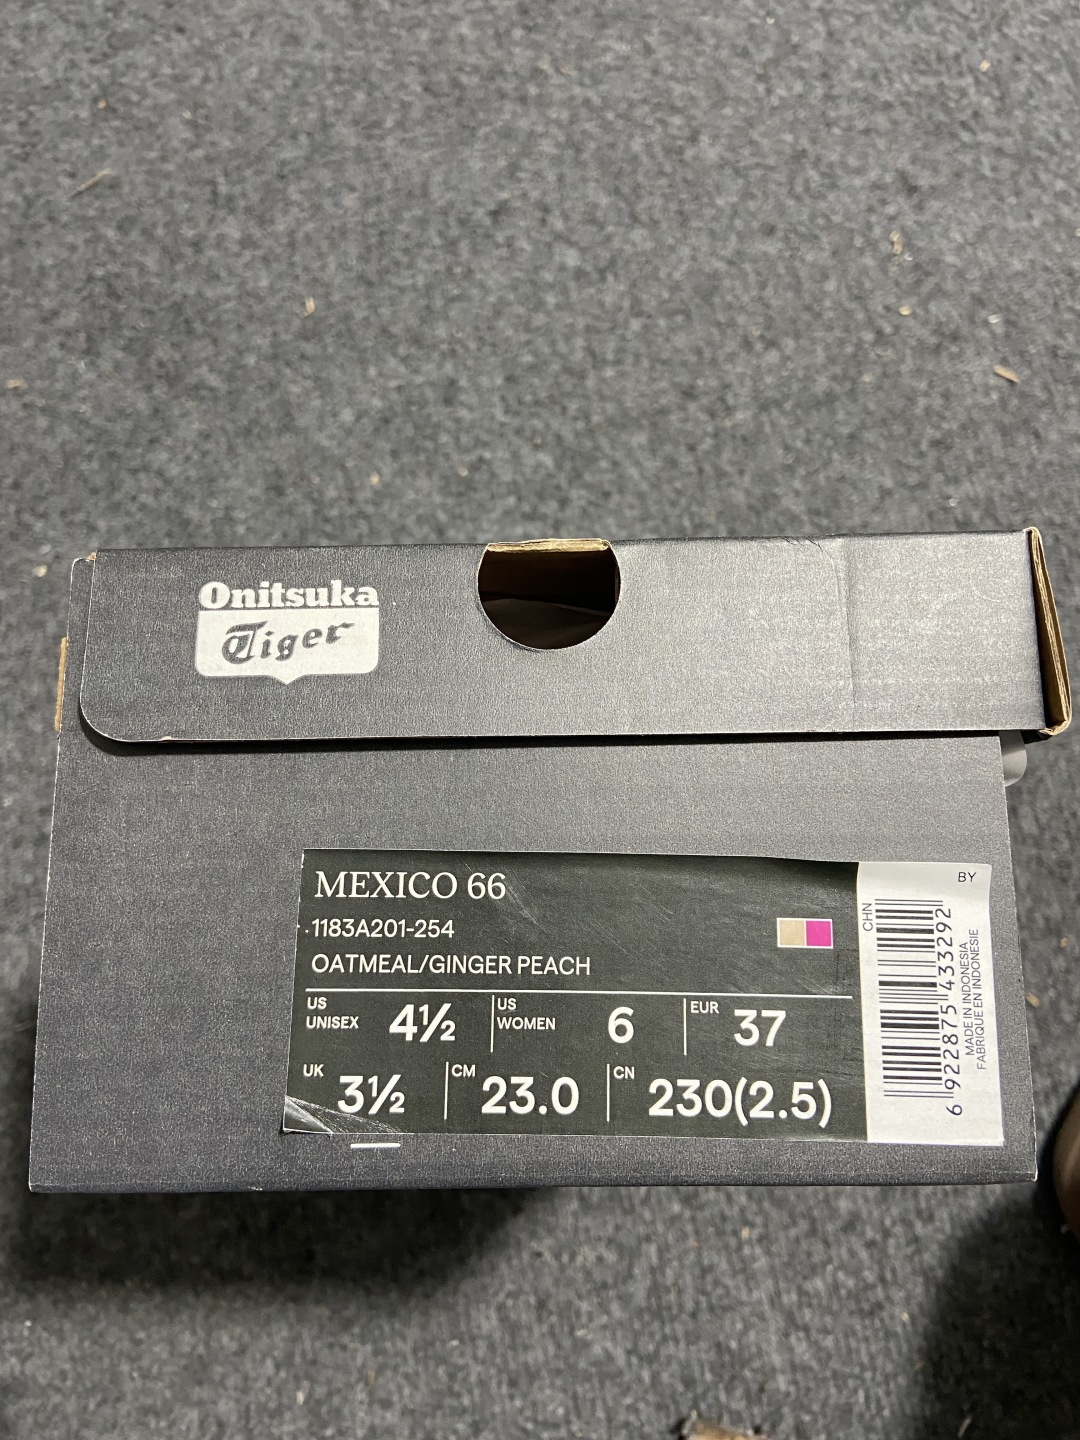 Onitsuka
Tiger
MEXICO 66
1183A201-254
OATMEAL/GINGER PEACH
US UNISEX 4½ US WOMEN 6 EUR 37
UK 3½ CM 23.0 CN 230(2.5)
BY
CHN
6 922875 433292
MADE IN INDONESIA
FABRIQUE EN INDONESIE